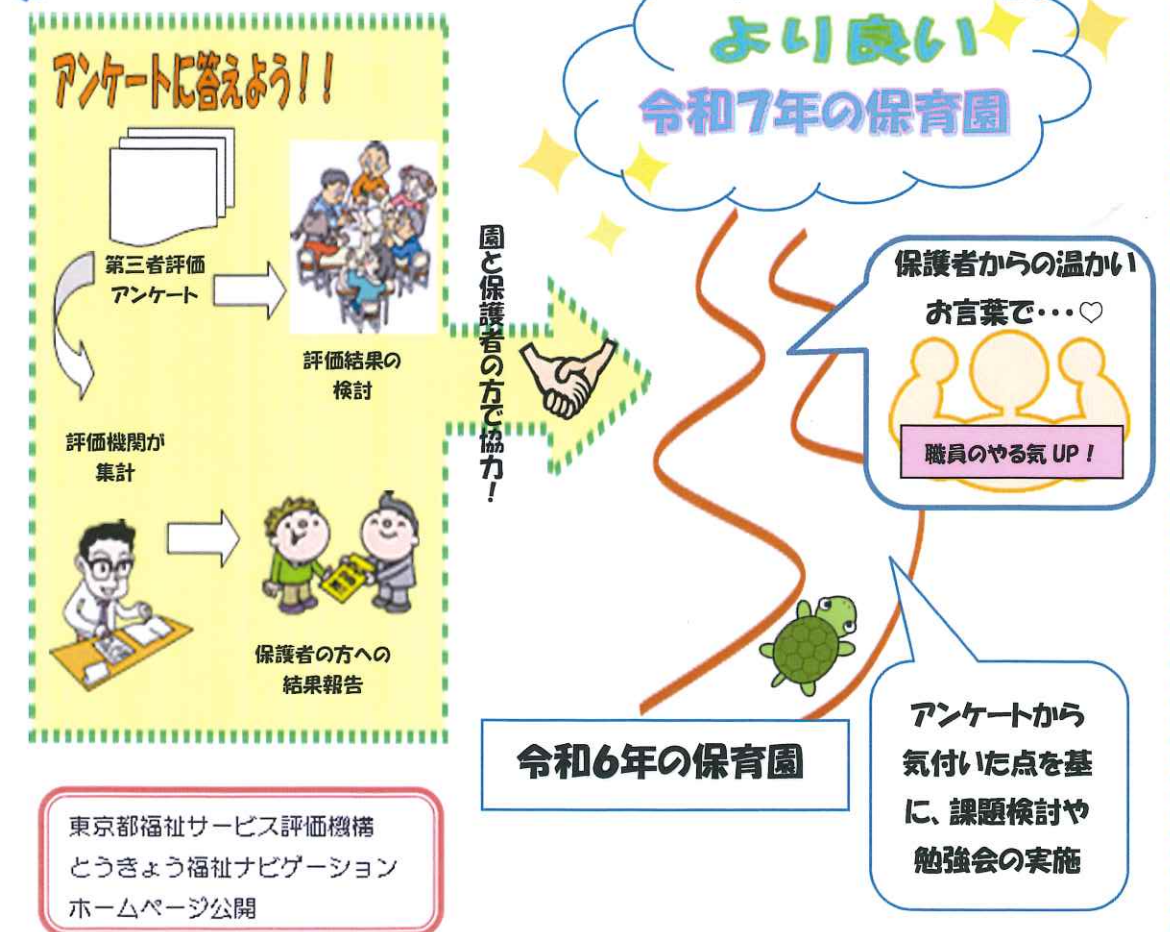 アンケートに答えよう!!
第三者評価
アンケート
評価結果の
検討
評価機関が
集計
保護者の方への
結果報告
園と保護者の方で協力！
より良い
令和7年の保育園
保護者からの温かい
お言葉で・・・♡
職員のやる気UP！
アンケートから
気付いた点を基
に、課題検討や
勉強会の実施
令和6年の保育園
東京都福祉サービス評価機構
とうきょう福祉ナビゲーション
ホームページ公開